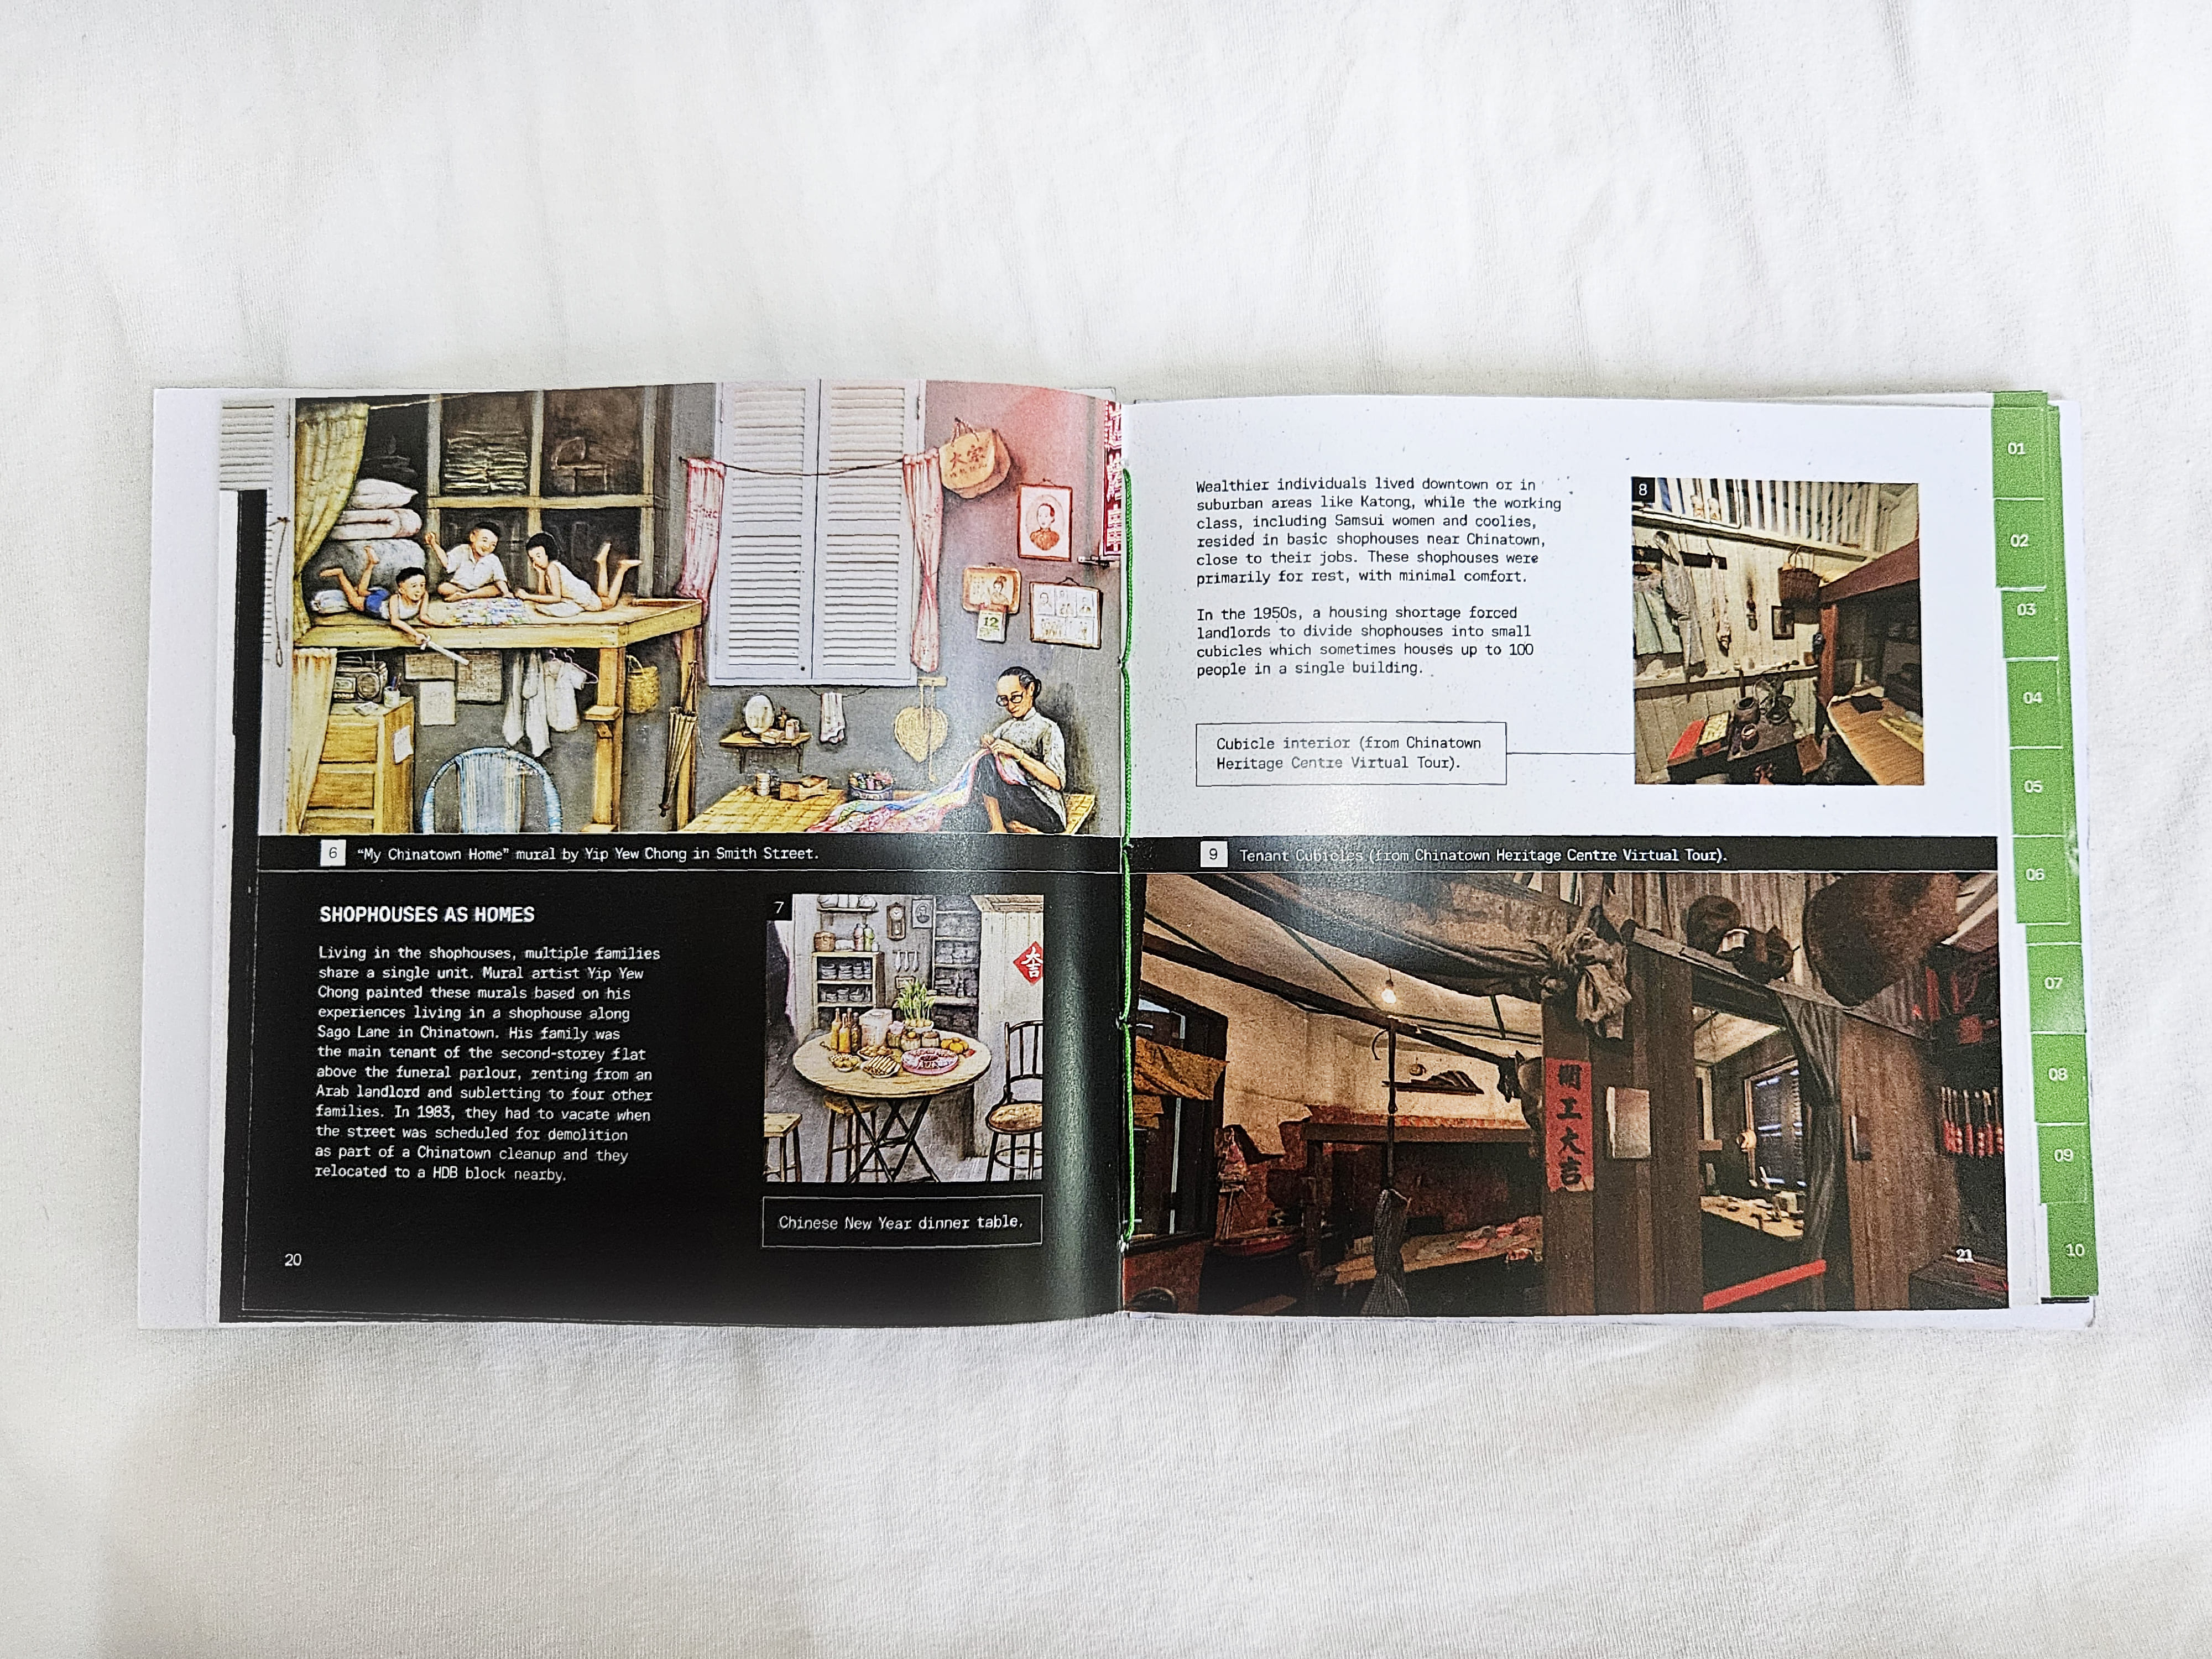 大家
12
6
“My Chinatown Home” mural by Yip Yew Chong in Smith Street.
SHOPHOUSES AS HOMES
Living in the shophouses, multiple families
share a single unit. Mural artist Yip Yew
Chong painted these murals based on his
experiences living in a shophouse along
Sago Lane in Chinatown. His family was
the main tenant of the second-storey flat
above the funeral parlour, renting from an
Arab landlord and subletting to four other
families. In 1983, they had to vacate when
the street was scheduled for demolition
as part of a Chinatown cleanup and they
relocated to a HDB block nearby.
7
大吉
Chinese New Year dinner table.
20
Wealthier individuals lived downtown or in
suburban areas like Katong, while the working
class, including Samsui women and coolies,
resided in basic shophouses near Chinatown,
close to their jobs. These shophouses were
primarily for rest, with minimal comfort.
In the 1950s, a housing shortage forced
landlords to divide shophouses into small
cubicles which sometimes houses up to 100
people in a single building.
Cubicle interior (from Chinatown
Heritage Centre Virtual Tour).
8
9
Tenant Cubicles (from Chinatown Heritage Centre Virtual Tour).
工大吉
21
01
02
03
04
05
06
07
08
09
10